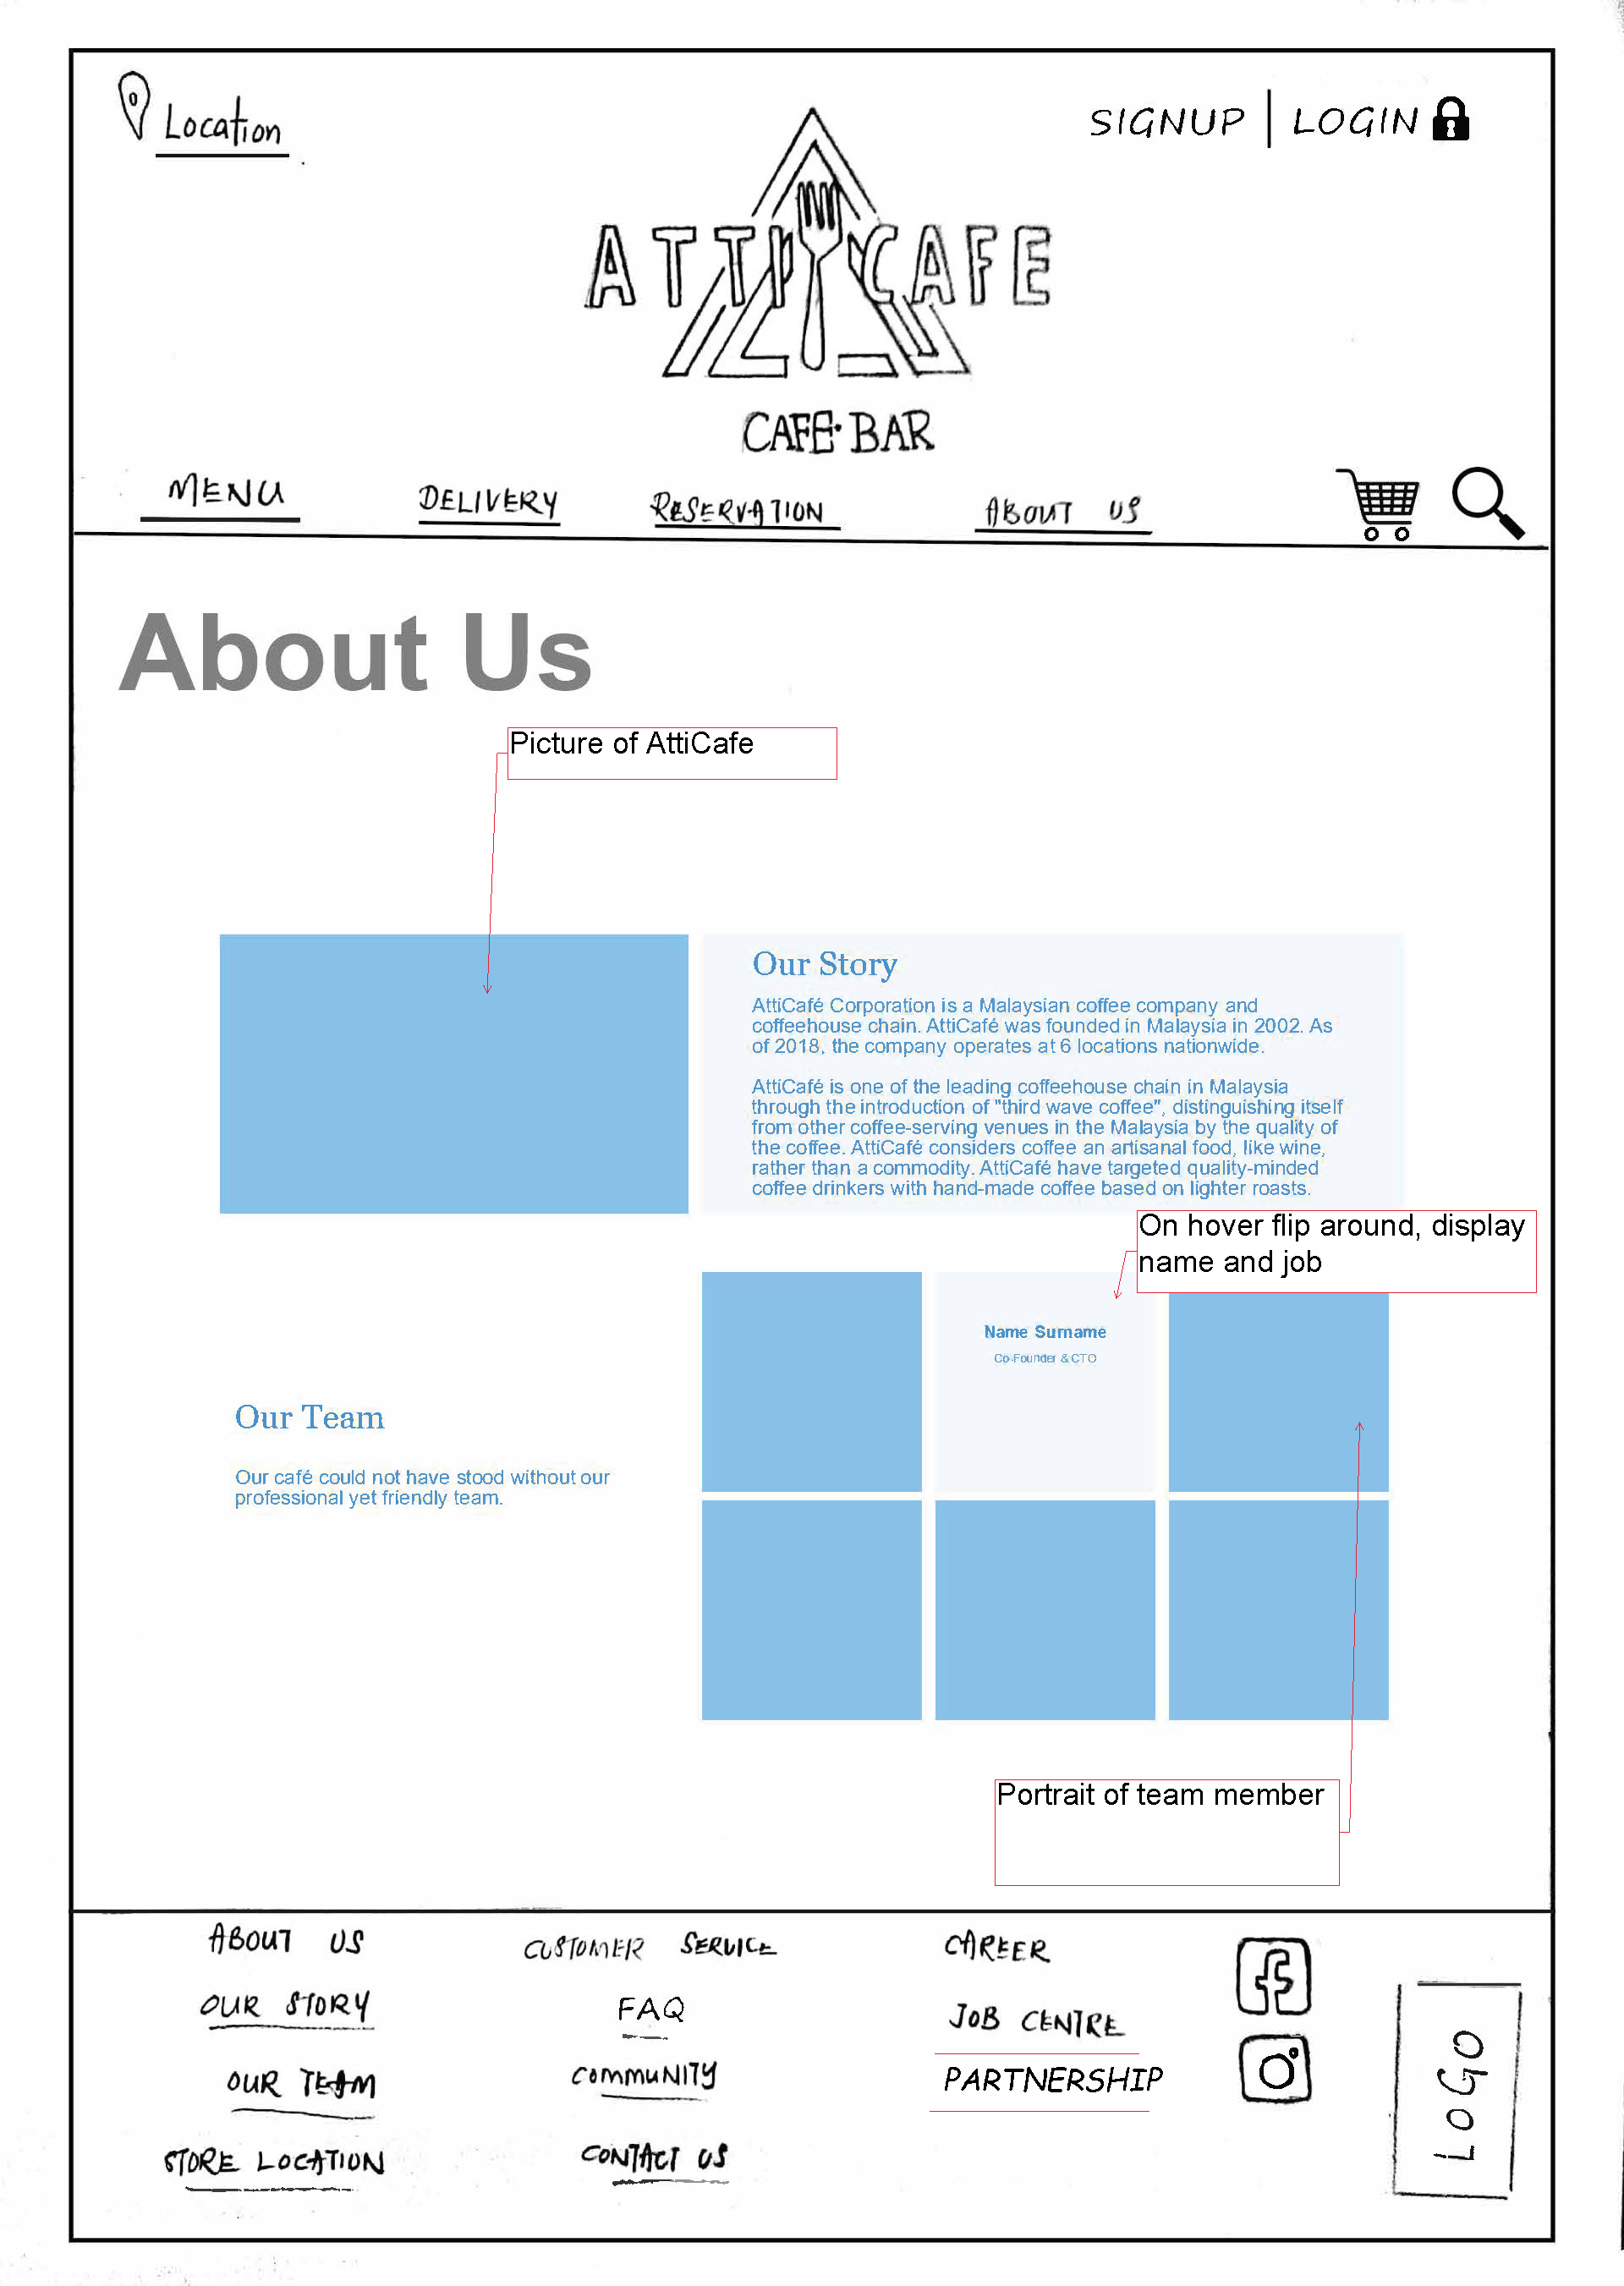 Location
SIGNUP | LOGIN
ATTI CAFE
CAFE·BAR
MENU
DELIVERY
RESERVATION
ABOUT US
About Us
Picture of AttiCafe
Our Story
AttiCafé Corporation is a Malaysian coffee company and
coffeehouse chain. AttiCafé was founded in Malaysia in 2002. As
of 2018, the company operates at 6 locations nationwide.
AttiCafé is one of the leading coffeehouse chain in Malaysia
through the introduction of "third wave coffee", distinguishing itself
from other coffee-serving venues in the Malaysia by the quality of
the coffee. AttiCafé considers coffee an artisanal food, like wine,
rather than a commodity. AttiCafé have targeted quality-minded
coffee drinkers with hand-made coffee based on lighter roasts.
On hover flip around, display
name and job
Name Surname
Co-Founder & CTO
Our Team
Our café could not have stood without our
professional yet friendly team.
Portrait of team member
ABOUT US
OUR STORY
OUR TEAM
STORE LOCATION
CUSTOMER SERVICE
FAQ
COMMUNITY
CONTACT US
CAREER
JOB CENTRE
PARTNERSHIP
LOGO